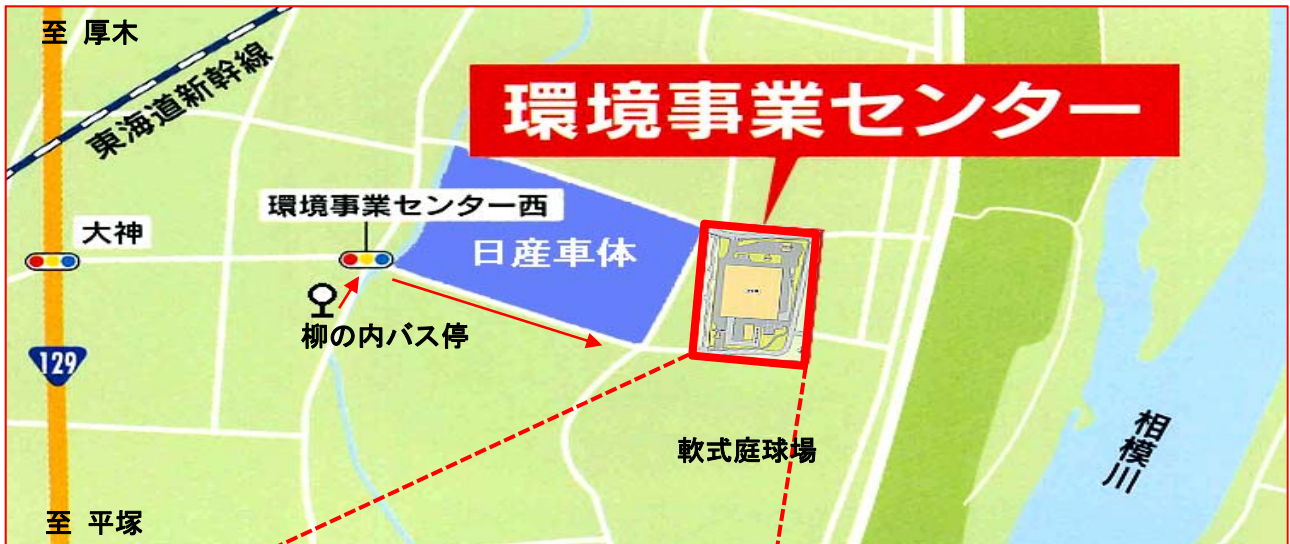 至 厚木
東海道新幹線
環境事業センター
環境事業センター西
大神
日産車体
柳の内バス停
129
軟式庭球場
相模川
至 平塚